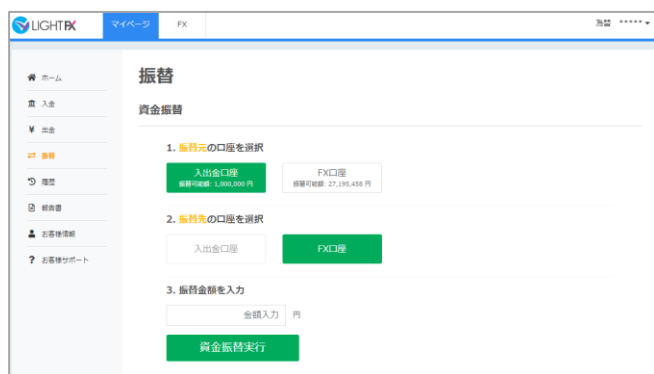 LIGHT FX マイページ FX 為替 *****
ホーム
入金
出金
振替
履歴
報告書
お客様情報
お客様サポート
振替
資金振替
1. 振替元の口座を選択
入出金口座 FX口座
振替可能額: 1,000,000 円 振替可能額: 27,195,458 円
2. 振替先の口座を選択
入出金口座 FX口座
3. 振替金額を入力
金額入力 円
資金振替実行